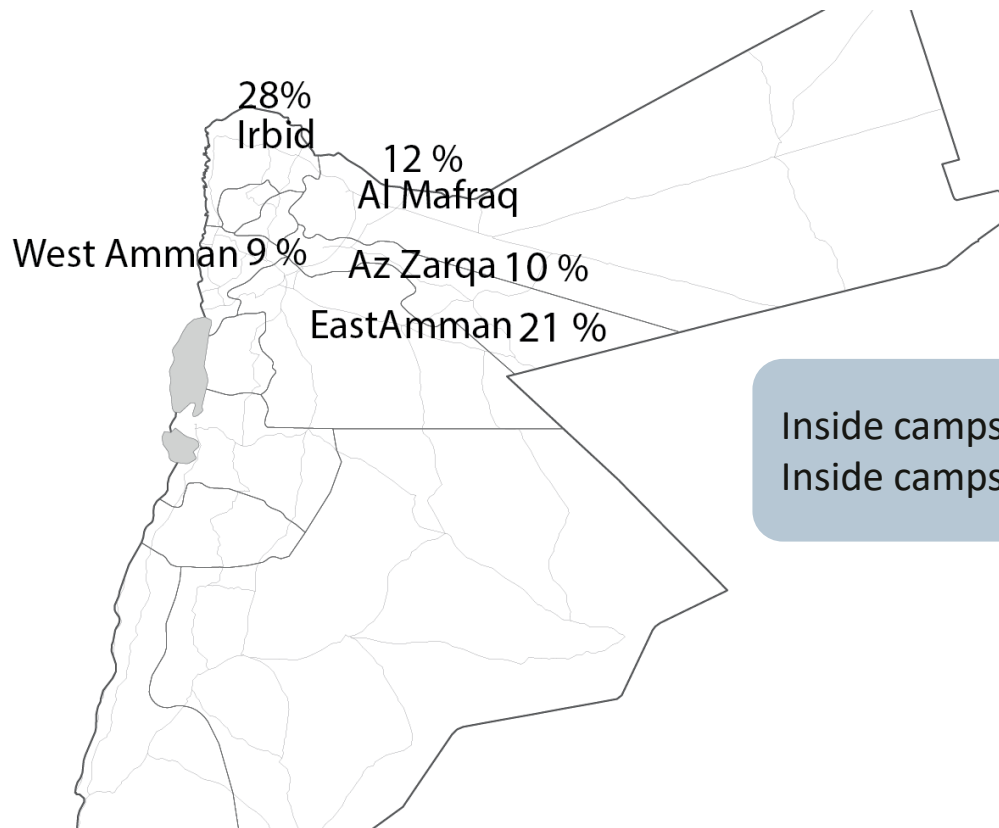 28%
Irbid
12 %
Al Mafraq
West Amman 9 %
Az Zarqa 10 %
EastAmman 21 %
Inside camps
Inside camps